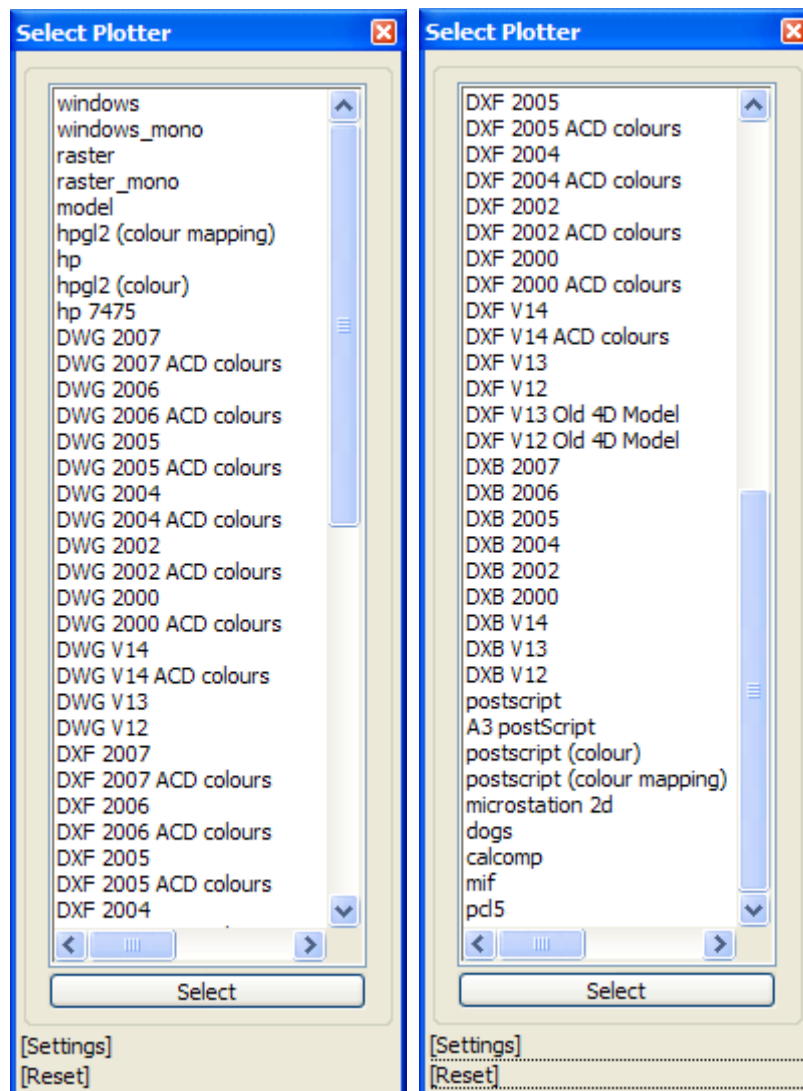 Select Plotter
windows
windows_mono
raster
raster_mono
model
hpgl2 (colour mapping)
hp
hpgl2 (colour)
hp 7475
DWG 2007
DWG 2007 ACD colours
DWG 2006
DWG 2006 ACD colours
DWG 2005
DWG 2005 ACD colours
DWG 2004
DWG 2004 ACD colours
DWG 2002
DWG 2002 ACD colours
DWG 2000
DWG 2000 ACD colours
DWG V14
DWG V14 ACD colours
DWG V13
DWG V12
DXF 2007
DXF 2007 ACD colours
DXF 2006
DXF 2006 ACD colours
DXF 2005
DXF 2005 ACD colours
DXF 2004
Select
[Settings]
[Reset]
Select Plotter
DXF 2005
DXF 2005 ACD colours
DXF 2004
DXF 2004 ACD colours
DXF 2002
DXF 2002 ACD colours
DXF 2000
DXF 2000 ACD colours
DXF V14
DXF V14 ACD colours
DXF V13
DXF V12
DXF V13 Old 4D Model
DXF V12 Old 4D Model
DXB 2007
DXB 2006
DXB 2005
DXB 2004
DXB 2002
DXB 2000
DXB V14
DXB V13
DXB V12
postscript
A3 postScript
postscript (colour)
postscript (colour mapping)
microstation 2d
dogs
calcomp
mif
pcl5
Select
[Settings]
[Reset]